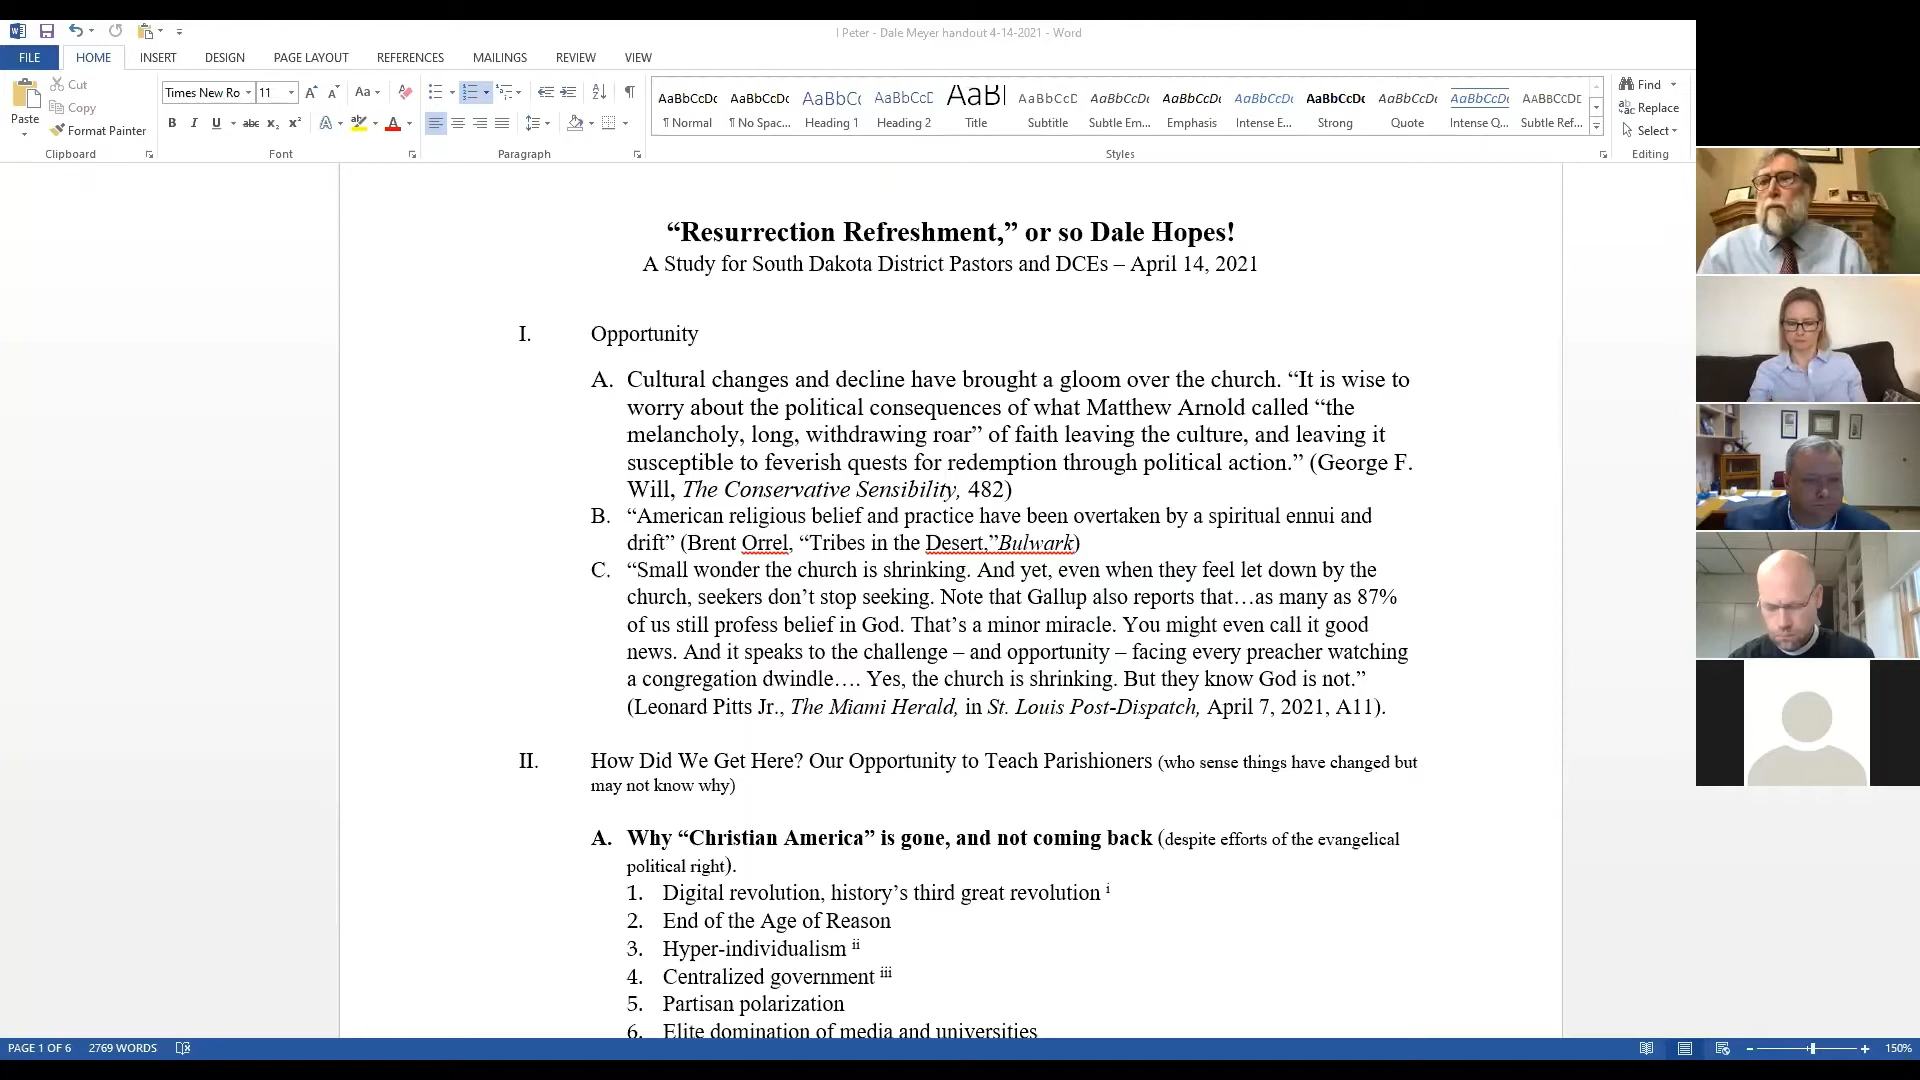 I Peter - Dale Meyer handout 4-14-2021 - Word
FILE HOME INSERT DESIGN PAGE LAYOUT REFERENCES MAILINGS REVIEW VIEW
Paste
Cut
Copy
Format Painter
Clipboard
Times New Ro 11
Font
Paragraph
AaBbCcDc AaBbCcDc AaBbCc AaBbCcD AaBl AaBbCcD AaBbCcDc AaBbCcDc AaBbCcDc AaBbCcDc AaBbCcDc AaBbCcDc AABBCCDE
¶ Normal ¶ No Spac... Heading 1 Heading 2 Title Subtitle Subtle Em... Emphasis Intense E... Strong Quote Intense Q... Subtle Ref...
Styles
Find
Replace
Select
Editing
“Resurrection Refreshment,” or so Dale Hopes!
A Study for South Dakota District Pastors and DCEs – April 14, 2021
I. Opportunity
A. Cultural changes and decline have brought a gloom over the church. “It is wise to
worry about the political consequences of what Matthew Arnold called “the
melancholy, long, withdrawing roar” of faith leaving the culture, and leaving it
susceptible to feverish quests for redemption through political action.” (George F.
Will, The Conservative Sensibility, 482)
B. “American religious belief and practice have been overtaken by a spiritual ennui and
drift” (Brent Orrel, “Tribes in the Desert,”Bulwark)
C. “Small wonder the church is shrinking. And yet, even when they feel let down by the
church, seekers don’t stop seeking. Note that Gallup also reports that…as many as 87%
of us still profess belief in God. That’s a minor miracle. You might even call it good
news. And it speaks to the challenge – and opportunity – facing every preacher watching
a congregation dwindle…. Yes, the church is shrinking. But they know God is not.”
(Leonard Pitts Jr., The Miami Herald, in St. Louis Post-Dispatch, April 7, 2021, A11).
II. How Did We Get Here? Our Opportunity to Teach Parishioners (who sense things have changed but
may not know why)
A. Why “Christian America” is gone, and not coming back (despite efforts of the evangelical
political right).
1. Digital revolution, history’s third great revolution i
2. End of the Age of Reason
3. Hyper-individualism ii
4. Centralized government iii
5. Partisan polarization
6. Elite domination of media and universities
PAGE 1 OF 6 2769 WORDS 150%